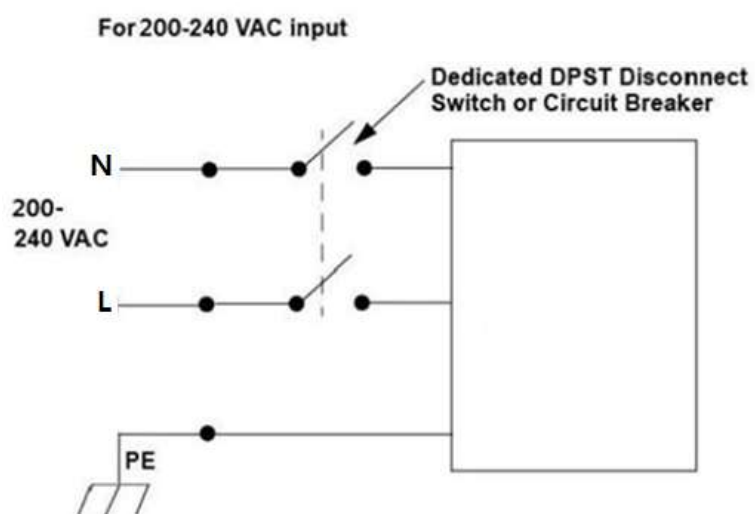 For 200-240 VAC input
Dedicated DPST Disconnect
Switch or Circuit Breaker
N
200-
240 VAC
L
PE